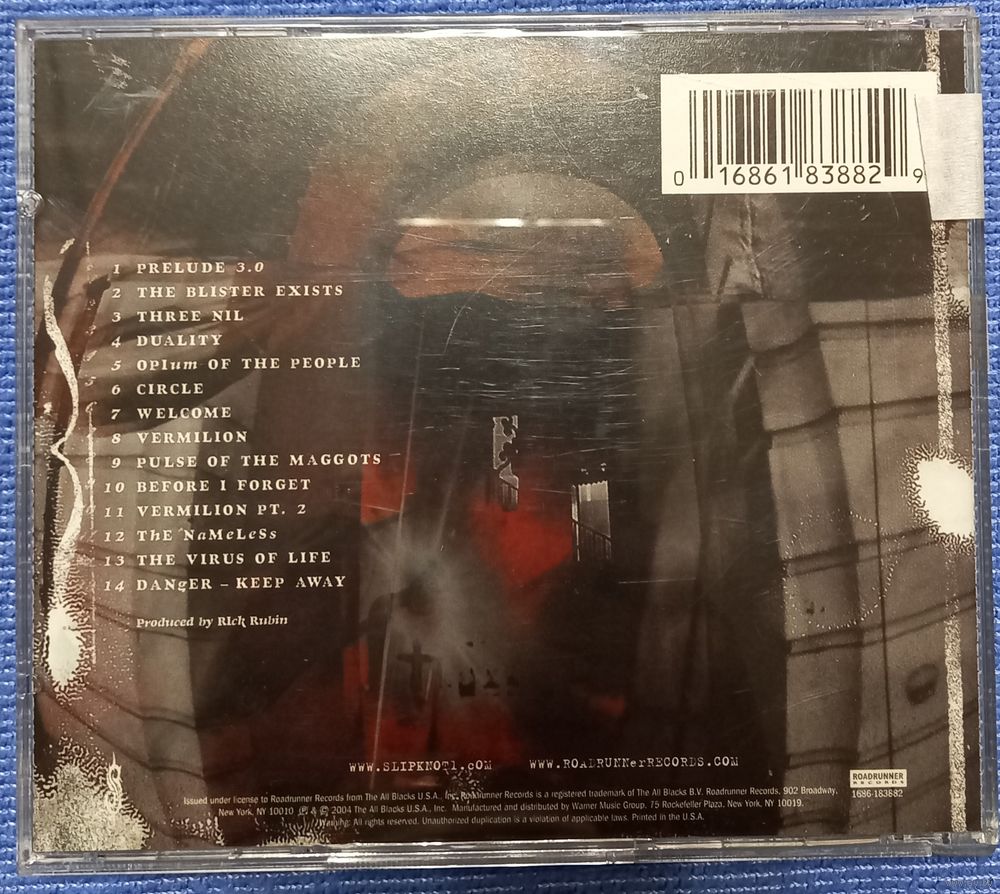 0 16861 83882 9
1 PRELUDE 3.0
2 THE BLISTER EXISTS
3 THREE NIL
4 DUALITY
5 OPIum OF THE PEOPLE
6 CIRCLE
7 WELCOME
8 VERMILION
9 PULSE OF THE MAGGOTS
10 BEFORE I FORGET
11 VERMILION PT. 2
12 ThE NaMeLeSs
13 THE VIRUS OF LIFE
14 DANgER – KEEP AWAY
Produced by RIck Rubin
www.SLIPKNOT1.cOM www.ROADRUNNerRECORDS.COM
ROADRUNNER
RECORDS
1686-183882
Issued under license to Roadrunner Records from The All Blacks U.S.A., Inc. Roadrunner Records is a registered trademark of The All Blacks B.V. Roadrunner Records, 902 Broadway,
New York, NY 10010 ℗ & © 2004 The All Blacks U.S.A., Inc. Manufactured and distributed by Warner Music Group, 75 Rockefeller Plaza, New York, NY 10019.
Warning: All rights reserved. Unauthorized duplication is a violation of applicable laws. Printed in the U.S.A.